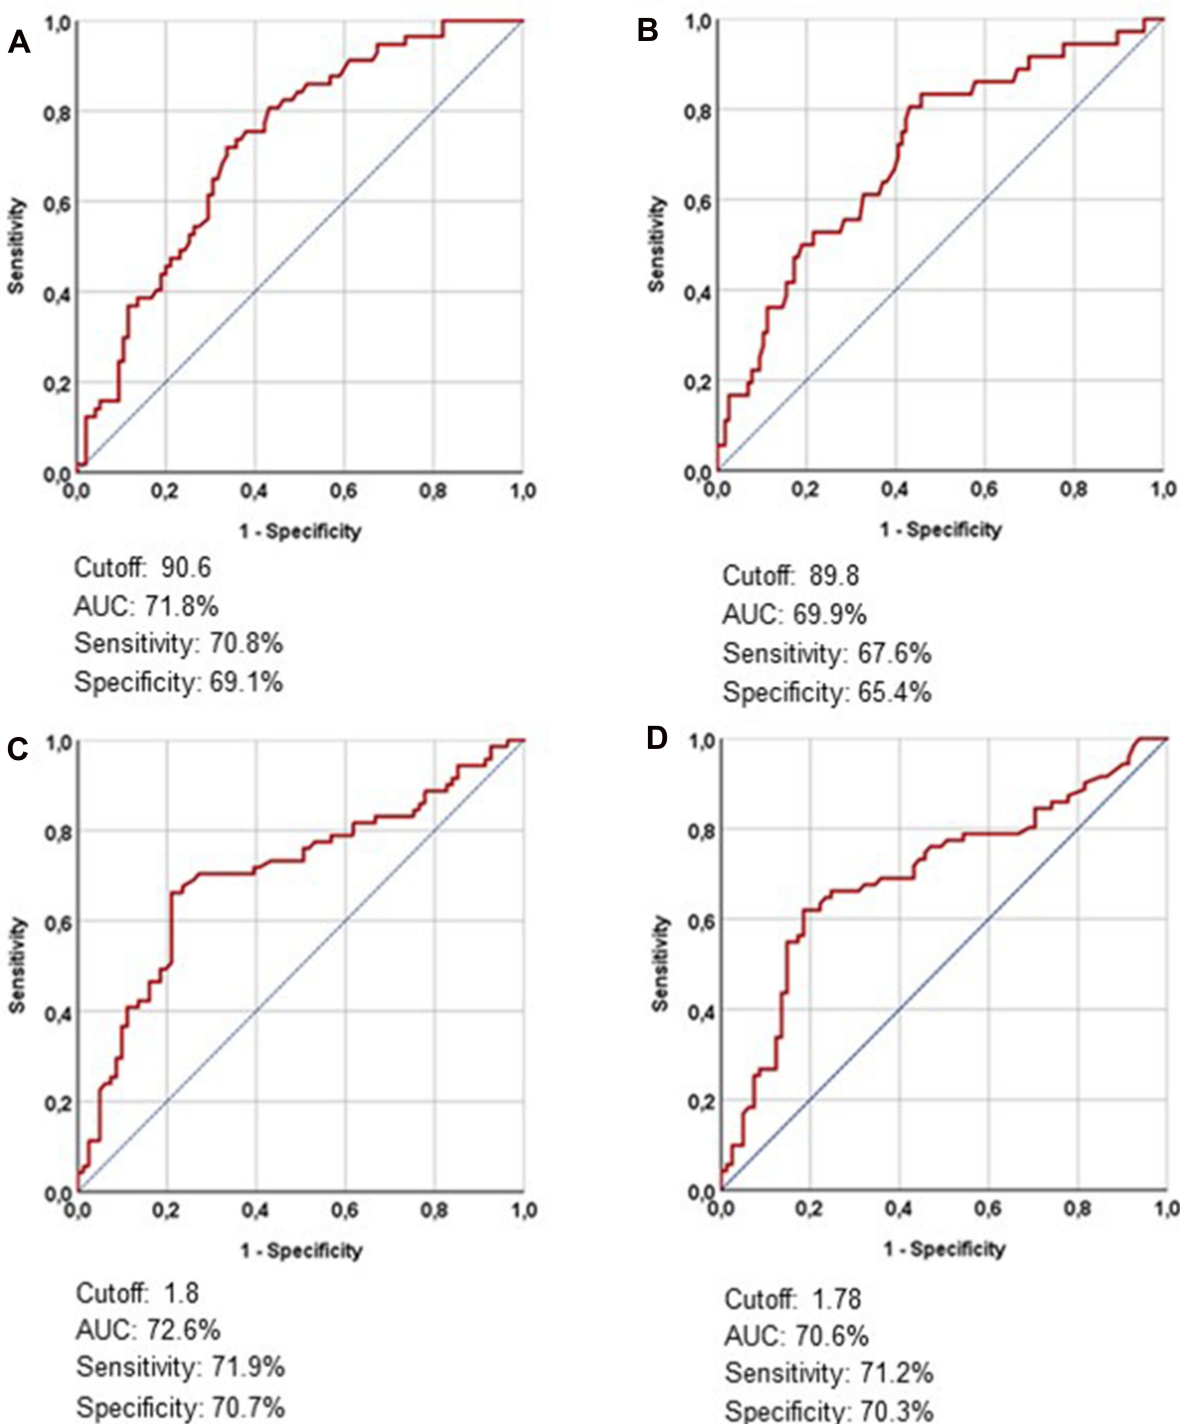 A
1,0
0,8
0,6
0,4
0,2
0,0
Sensitivity
0,0 0,2 0,4 0,6 0,8 1,0
1 - Specificity
Cutoff: 90.6
AUC: 71.8%
Sensitivity: 70.8%
Specificity: 69.1%
B
1,0
0,8
0,6
0,4
0,2
0,0
Sensitivity
0,0 0,2 0,4 0,6 0,8 1,0
1 - Specificity
Cutoff: 89.8
AUC: 69.9%
Sensitivity: 67.6%
Specificity: 65.4%
C
1,0
0,8
0,6
0,4
0,2
0,0
Sensitivity
0,0 0,2 0,4 0,6 0,8 1,0
1 - Specificity
Cutoff: 1.8
AUC: 72.6%
Sensitivity: 71.9%
Specificity: 70.7%
D
1,0
0,8
0,6
0,4
0,2
0,0
Sensitivity
0,0 0,2 0,4 0,6 0,8 1,0
1 - Specificity
Cutoff: 1.78
AUC: 70.6%
Sensitivity: 71.2%
Specificity: 70.3%